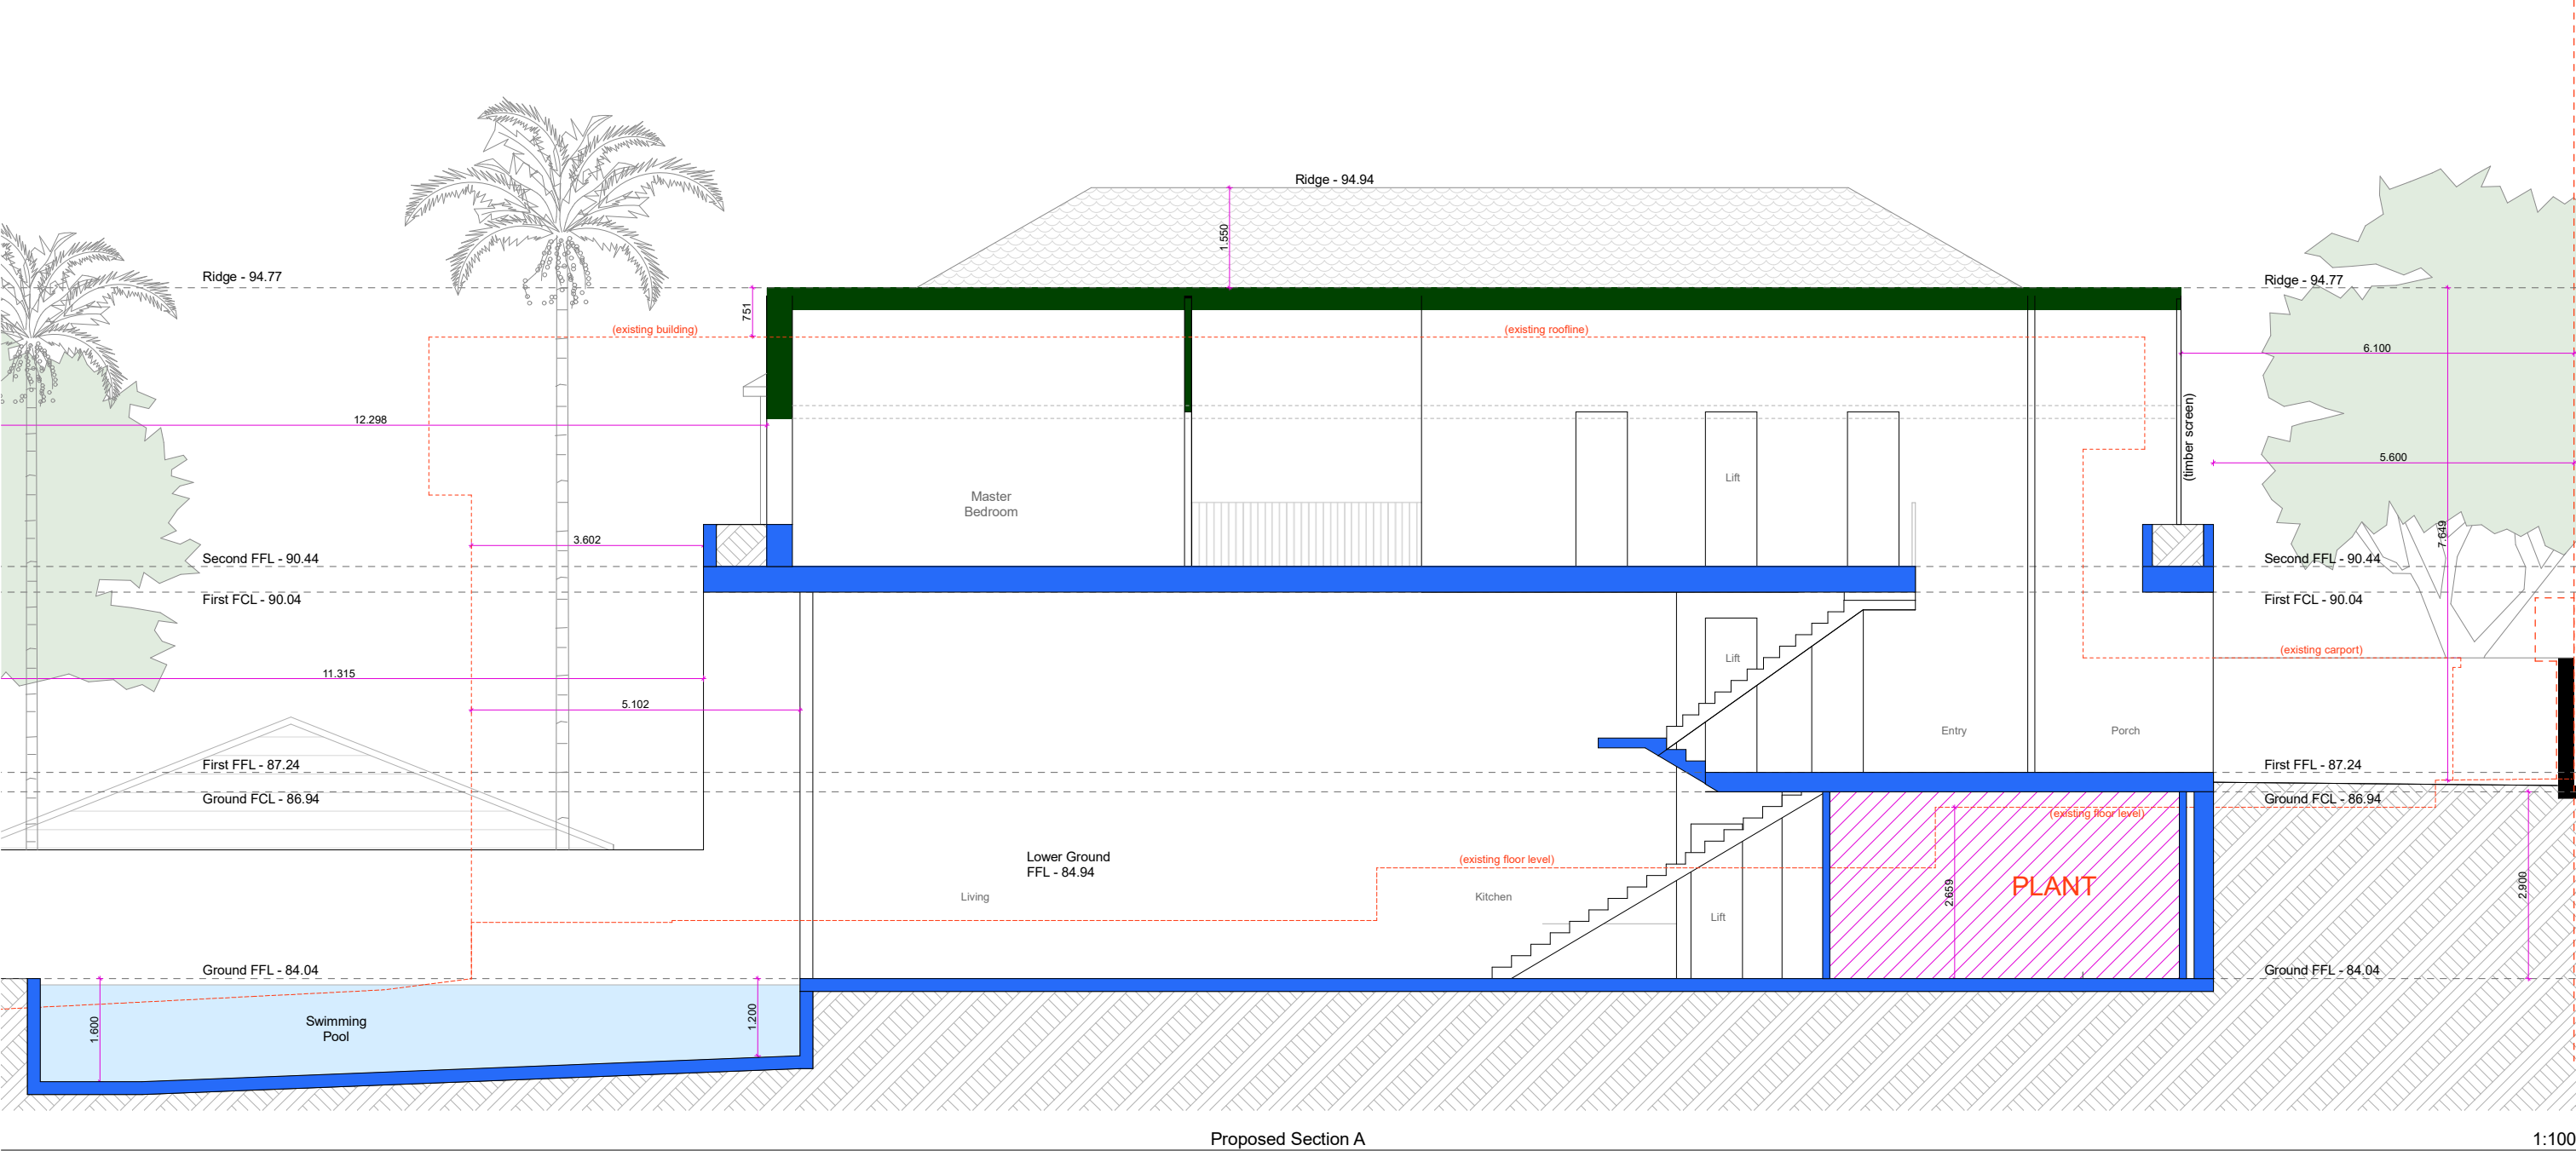 Ridge - 94.94
1.550
Ridge - 94.77
Ridge - 94.77
751
(existing building)
(existing roofline)
6.100
12.298
(timber screen)
5.600
Lift
Master
Bedroom
7.649
3.602
Second FFL - 90.44
Second FFL - 90.44
First FCL - 90.04
First FCL - 90.04
(existing carport)
Lift
11.315
5.102
Entry
Porch
First FFL - 87.24
First FFL - 87.24
Ground FCL - 86.94
Ground FCL - 86.94
(existing floor level)
Lower Ground
FFL - 84.94
(existing floor level)
Living
Kitchen
2.659
PLANT
2.900
Lift
Ground FFL - 84.04
Ground FFL - 84.04
1.600
Swimming
Pool
1.200
Proposed Section A
1:100